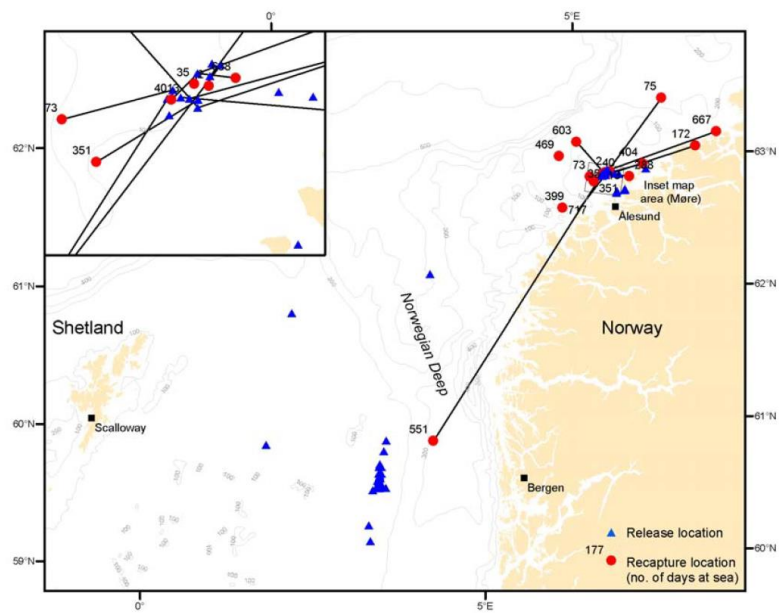 0°
5°E
35
568
4013
73
351
62°N
61°N
60°N
59°N
75
667
172
603
469
404
240
73
63°N
351
Inset map
area (Møre)
399
717
Ålesund
62°N
Norwegian Deep
Shetland
Norway
Scalloway
551
61°N
Bergen
Release location
177
Recapture location
(no. of days at sea)
60°N
0°
5°E